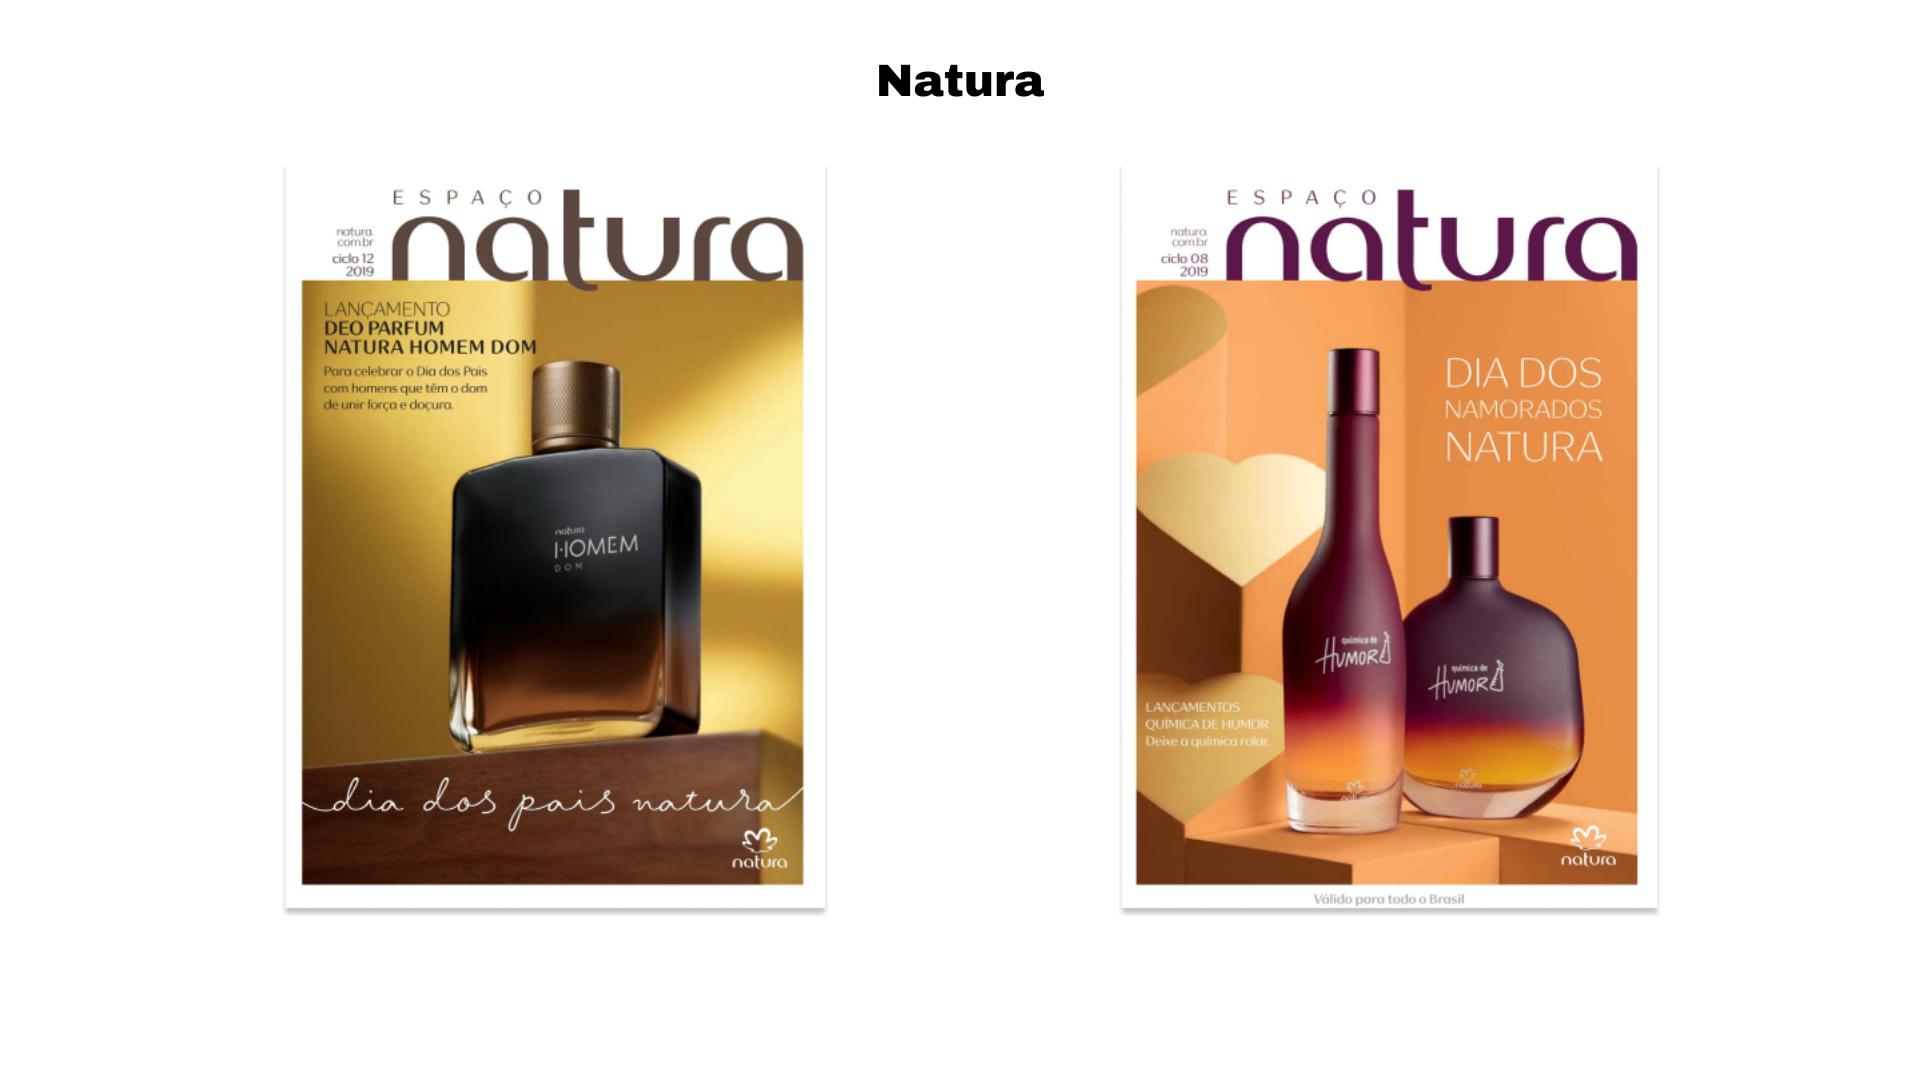 Natura
ESPAÇO
natura
natura.
com.br
ciclo 12
2019
LANÇAMENTO
DEO PARFUM
NATURA HOMEM DOM
Para celebrar o Dia dos Pais
com homens que têm o dom
de unir força e doçura.
natura
HOMEM
DOM
dia dos pais natura
natura
ESPAÇO
natura
natura.
com.br
ciclo 08
2019
DIA DOS
NAMORADOS
NATURA
química de
HUMOR
química de
HUMOR
LANÇAMENTOS
QUÍMICA DE HUMOR
Deixe a química rolar.
natura
natura
natura
Válido para todo o Brasil